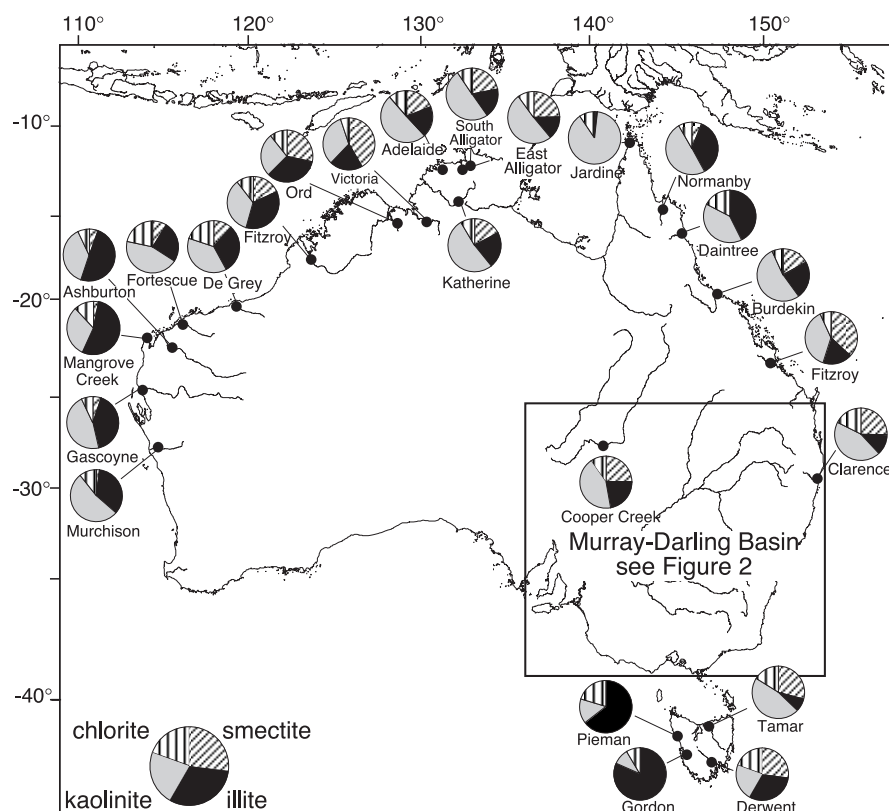 110° 120° 130° 140° 150°
-10°
-20°
-30°
-40°
Adelaide
South
Alligator
East
Alligator
Jardine
Normanby
Ord
Victoria
Fitzroy
Daintree
Katherine
Ashburton
Fortescue
De Grey
Burdekin
Mangrove
Creek
Fitzroy
Gascoyne
Clarence
Murchison
Cooper Creek
Murray-Darling Basin
see Figure 2
Pieman
Tamar
Gordon
Derwent
chlorite
smectite
kaolinite
illite